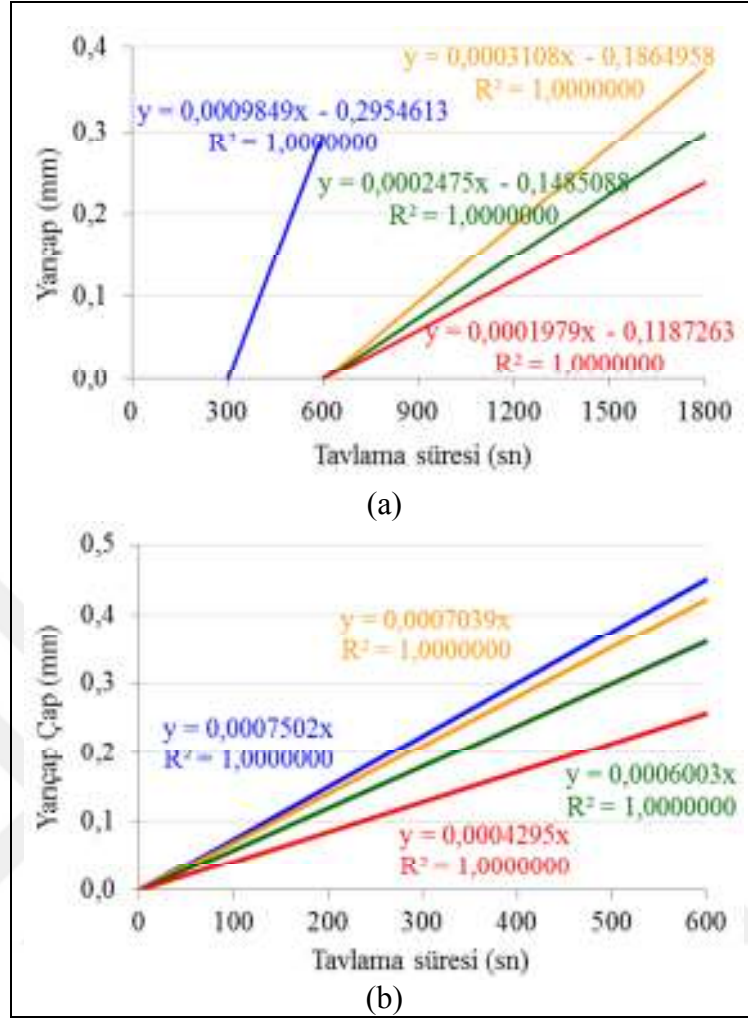 0,4
y = 0,0003108x - 0,1864958
R² = 1,0000000
y = 0,0009849x - 0,2954613
R² = 1,0000000
0,3
y = 0,0002475x - 0,1485088
R² = 1,0000000
0,2
Yarıçap (mm)
0,1
y = 0,0001979x - 0,1187263
R² = 1,0000000
0,0
0 300 600 900 1200 1500 1800
Tavlama süresi (sn)
(a)
0,5
0,4
y = 0,0007039x
R² = 1,0000000
0,3
y = 0,0007502x
R² = 1,0000000
0,2
Yarıçap Çap (mm)
y = 0,0006003x
R² = 1,0000000
0,1
y = 0,0004295x
R² = 1,0000000
0,0
0 100 200 300 400 500 600
Tavlama süresi (sn)
(b)